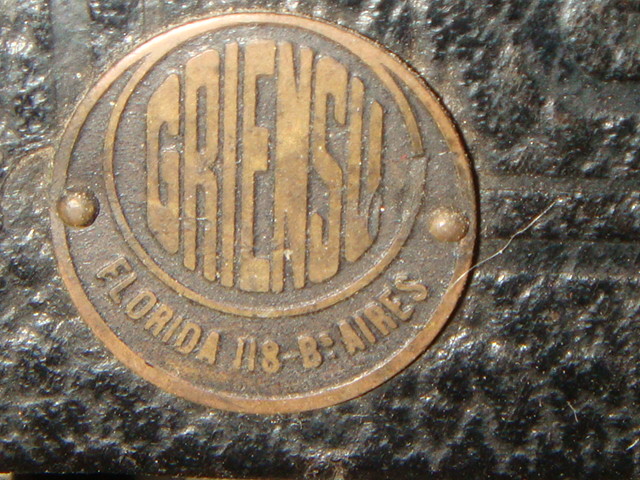 GRIENSU
FLORIDA 118-Bˢ AIRES